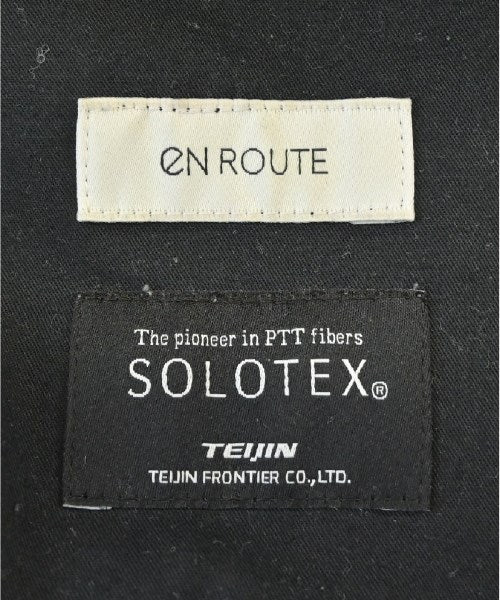 en ROUTE
The pioneer in PTT fibers
SOLOTEX®
TEIJIN
TEIJIN FRONTIER CO.,LTD.